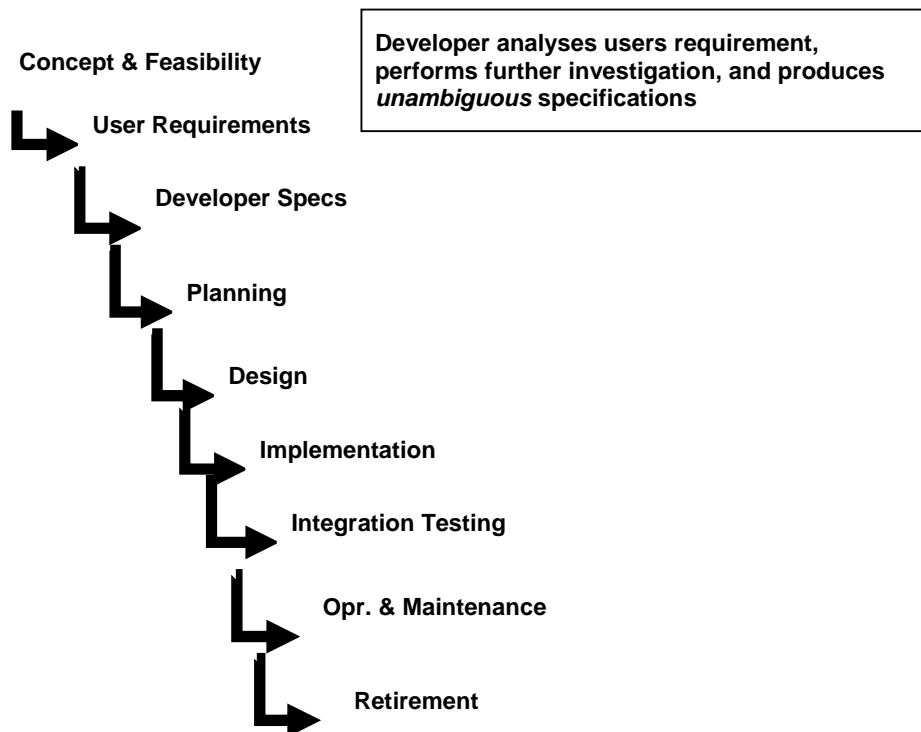 Concept & Feasibility
Developer analyses users requirement,
performs further investigation, and produces
unambiguous specifications
User Requirements
Developer Specs
Planning
Design
Implementation
Integration Testing
Opr. & Maintenance
Retirement